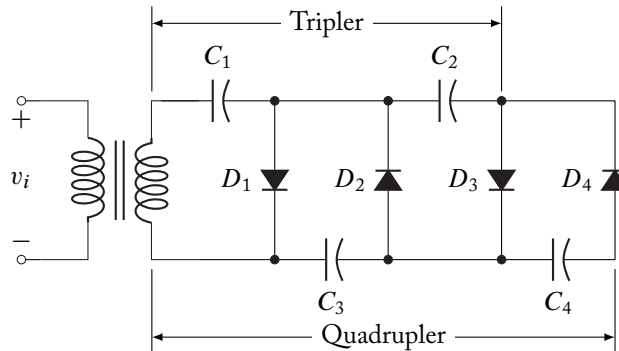 Tripler
C1 C2
+
vi D1 D2 D3 D4
−
C3 C4
Quadrupler